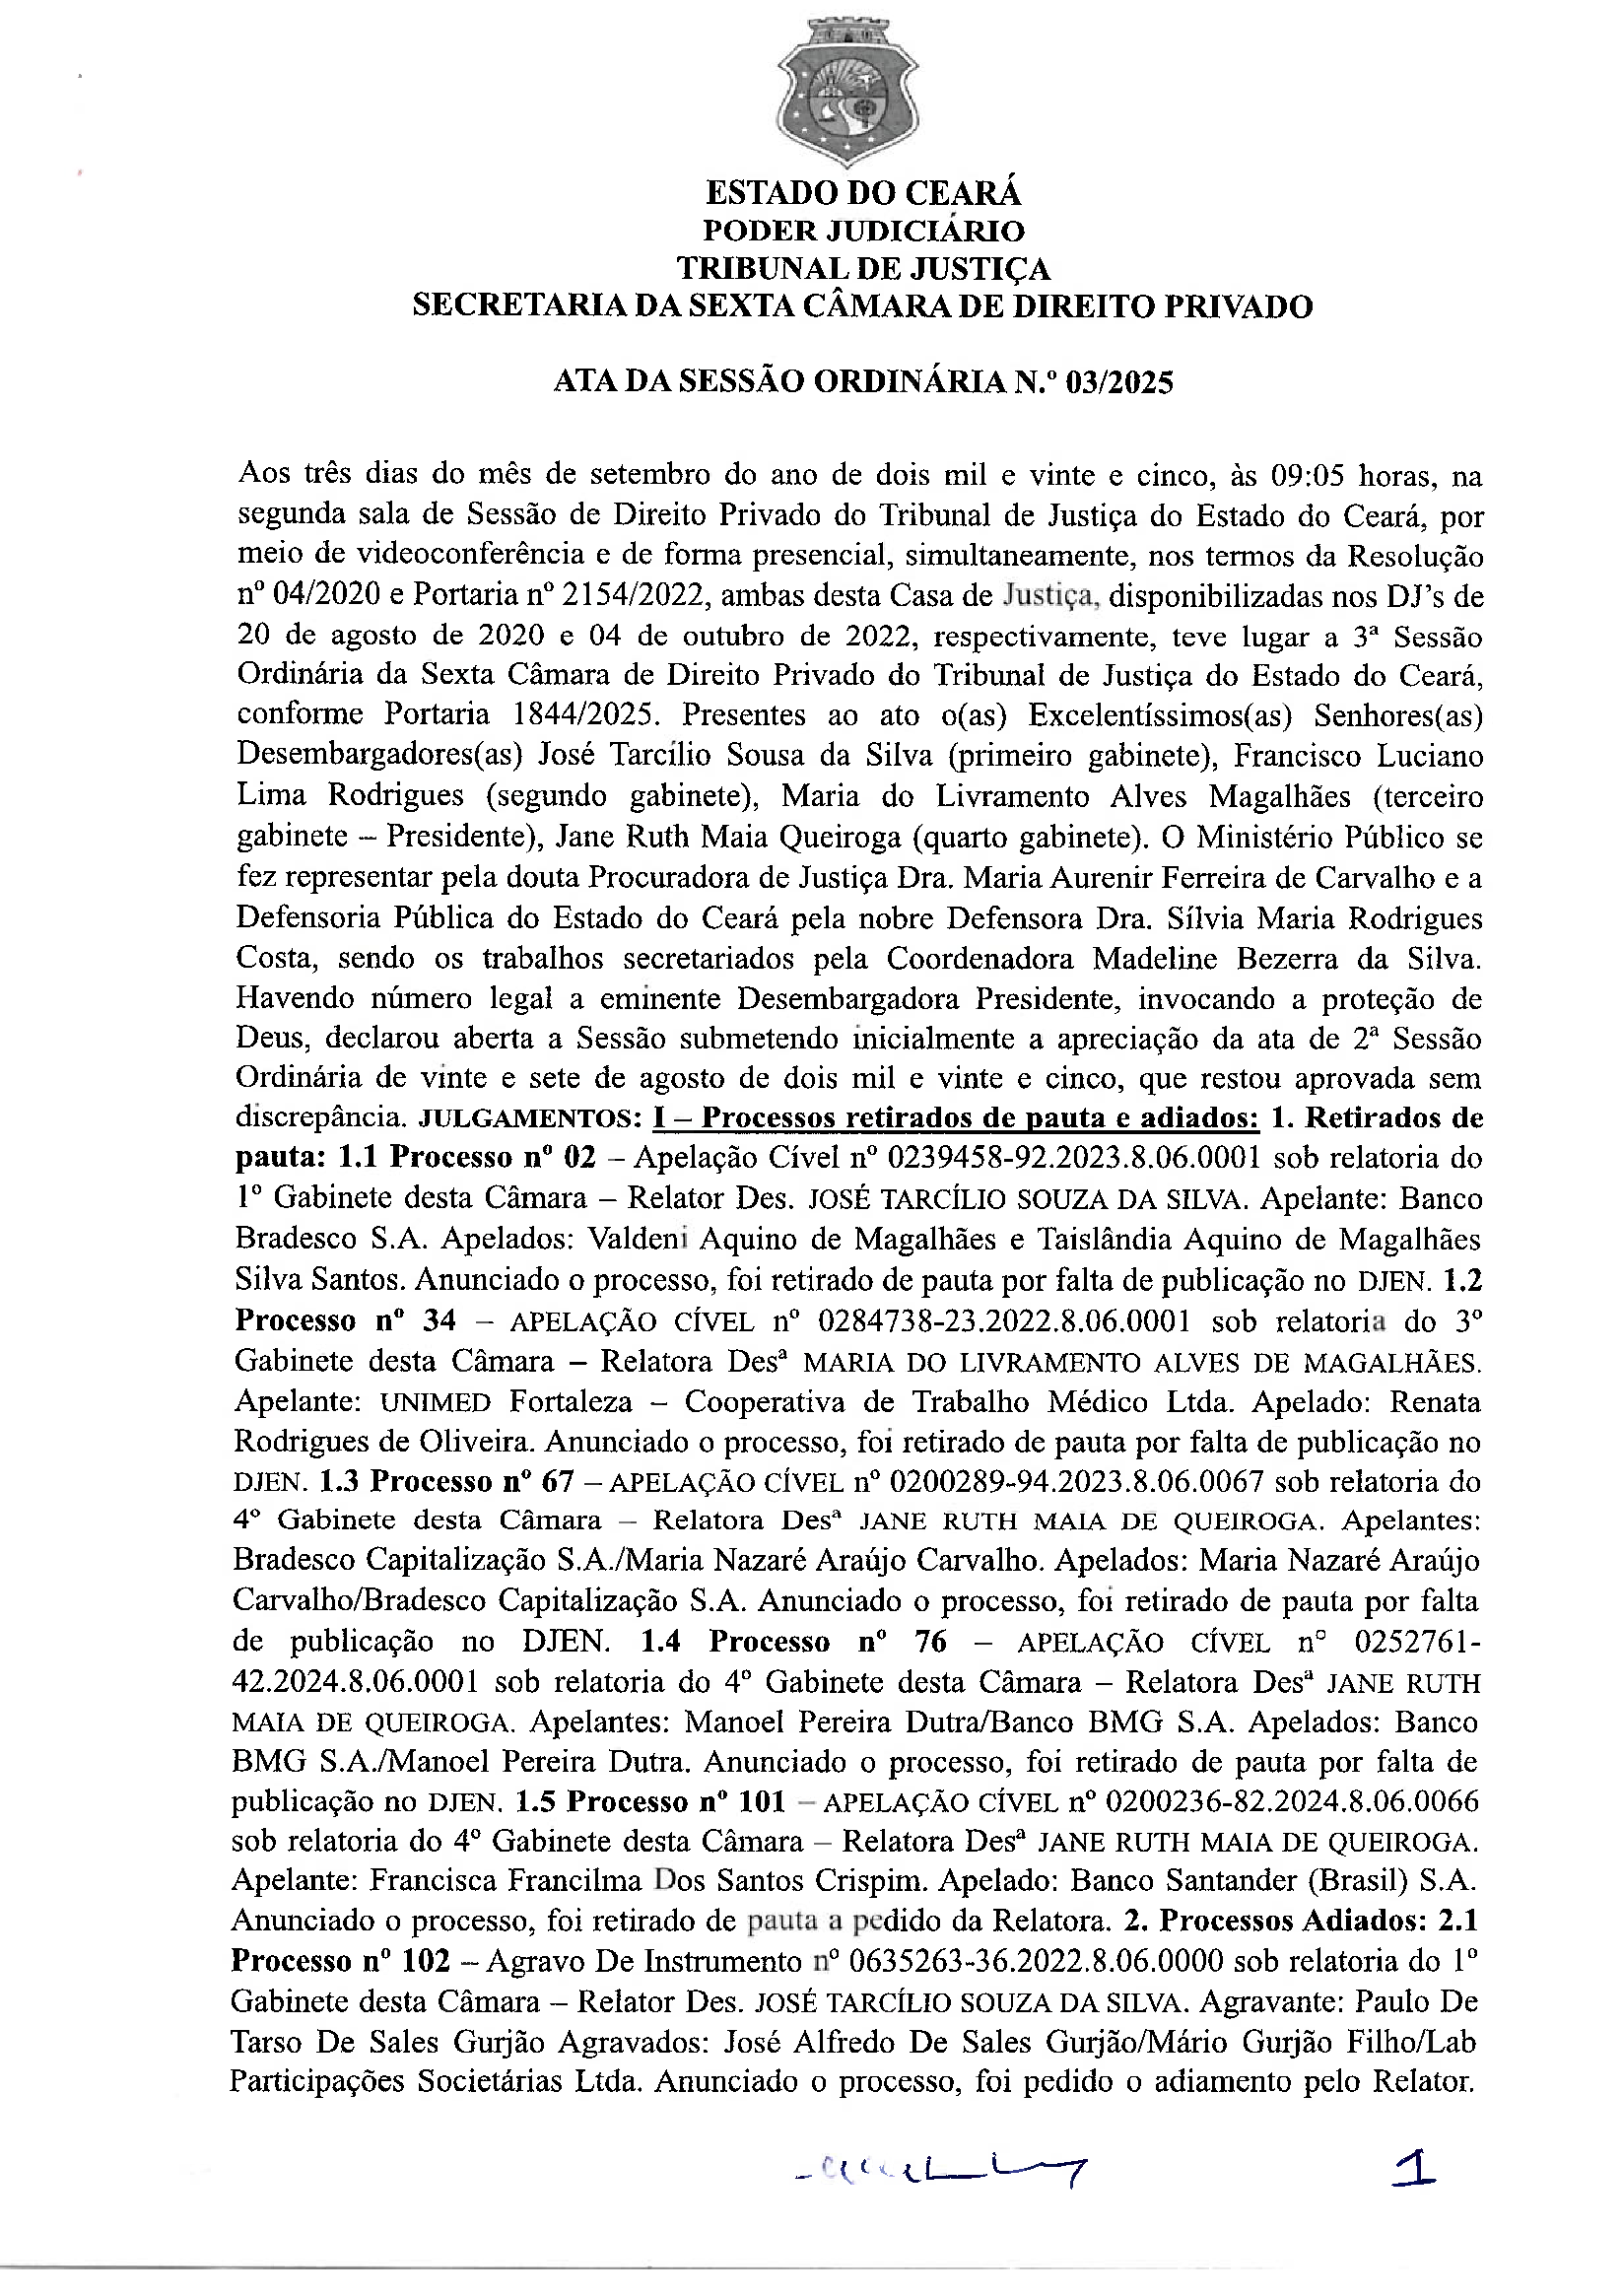 ESTADO DO CEARÁ
PODER JUDICIÁRIO
TRIBUNAL DE JUSTIÇA
SECRETARIA DA SEXTA CÂMARA DE DIREITO PRIVADO
ATA DA SESSÃO ORDINÁRIA N.º 03/2025
Aos três dias do mês de setembro do ano de dois mil e vinte e cinco, às 09:05 horas, na
segunda sala de Sessão de Direito Privado do Tribunal de Justiça do Estado do Ceará, por
meio de videoconferência e de forma presencial, simultaneamente, nos termos da Resolução
nº 04/2020 e Portaria nº 2154/2022, ambas desta Casa de Justiça, disponibilizadas nos DJ's de
20 de agosto de 2020 e 04 de outubro de 2022, respectivamente, teve lugar a 3ª Sessão
Ordinária da Sexta Câmara de Direito Privado do Tribunal de Justiça do Estado do Ceará,
conforme Portaria 1844/2025. Presentes ao ato o(as) Excelentíssimos(as) Senhores(as)
Desembargadores(as) José Tarcílio Sousa da Silva (primeiro gabinete), Francisco Luciano
Lima Rodrigues (segundo gabinete), Maria do Livramento Alves Magalhães (terceiro
gabinete – Presidente), Jane Ruth Maia Queiroga (quarto gabinete). O Ministério Público se
fez representar pela douta Procuradora de Justiça Dra. Maria Aurenir Ferreira de Carvalho e a
Defensoria Pública do Estado do Ceará pela nobre Defensora Dra. Sílvia Maria Rodrigues
Costa, sendo os trabalhos secretariados pela Coordenadora Madeline Bezerra da Silva.
Havendo número legal a eminente Desembargadora Presidente, invocando a proteção de
Deus, declarou aberta a Sessão submetendo inicialmente a apreciação da ata de 2ª Sessão
Ordinária de vinte e sete de agosto de dois mil e vinte e cinco, que restou aprovada sem
discrepância. JULGAMENTOS: I – Processos retirados de pauta e adiados: 1. Retirados de
pauta: 1.1 Processo nº 02 – Apelação Cível nº 0239458-92.2023.8.06.0001 sob relatoria do
1º Gabinete desta Câmara – Relator Des. JOSÉ TARCÍLIO SOUZA DA SILVA. Apelante: Banco
Bradesco S.A. Apelados: Valdeni Aquino de Magalhães e Taislândia Aquino de Magalhães
Silva Santos. Anunciado o processo, foi retirado de pauta por falta de publicação no DJEN. 1.2
Processo nº 34 – APELAÇÃO CÍVEL nº 0284738-23.2022.8.06.0001 sob relatoria do 3º
Gabinete desta Câmara – Relatora Desª MARIA DO LIVRAMENTO ALVES DE MAGALHÃES.
Apelante: UNIMED Fortaleza – Cooperativa de Trabalho Médico Ltda. Apelado: Renata
Rodrigues de Oliveira. Anunciado o processo, foi retirado de pauta por falta de publicação no
DJEN. 1.3 Processo nº 67 – APELAÇÃO CÍVEL nº 0200289-94.2023.8.06.0067 sob relatoria do
4º Gabinete desta Câmara – Relatora Desª JANE RUTH MAIA DE QUEIROGA. Apelantes:
Bradesco Capitalização S.A./Maria Nazaré Araújo Carvalho. Apelados: Maria Nazaré Araújo
Carvalho/Bradesco Capitalização S.A. Anunciado o processo, foi retirado de pauta por falta
de publicação no DJEN. 1.4 Processo nº 76 – APELAÇÃO CÍVEL nº 0252761-
42.2024.8.06.0001 sob relatoria do 4º Gabinete desta Câmara – Relatora Desª JANE RUTH
MAIA DE QUEIROGA. Apelantes: Manoel Pereira Dutra/Banco BMG S.A. Apelados: Banco
BMG S.A./Manoel Pereira Dutra. Anunciado o processo, foi retirado de pauta por falta de
publicação no DJEN. 1.5 Processo nº 101 – APELAÇÃO CÍVEL nº 0200236-82.2024.8.06.0066
sob relatoria do 4º Gabinete desta Câmara – Relatora Desª JANE RUTH MAIA DE QUEIROGA.
Apelante: Francisca Francilma Dos Santos Crispim. Apelado: Banco Santander (Brasil) S.A.
Anunciado o processo, foi retirado de pauta a pedido da Relatora. 2. Processos Adiados: 2.1
Processo nº 102 – Agravo De Instrumento nº 0635263-36.2022.8.06.0000 sob relatoria do 1º
Gabinete desta Câmara – Relator Des. JOSÉ TARCÍLIO SOUZA DA SILVA. Agravante: Paulo De
Tarso De Sales Gurjão Agravados: José Alfredo De Sales Gurjão/Mário Gurjão Filho/Lab
Participações Societárias Ltda. Anunciado o processo, foi pedido o adiamento pelo Relator.
1